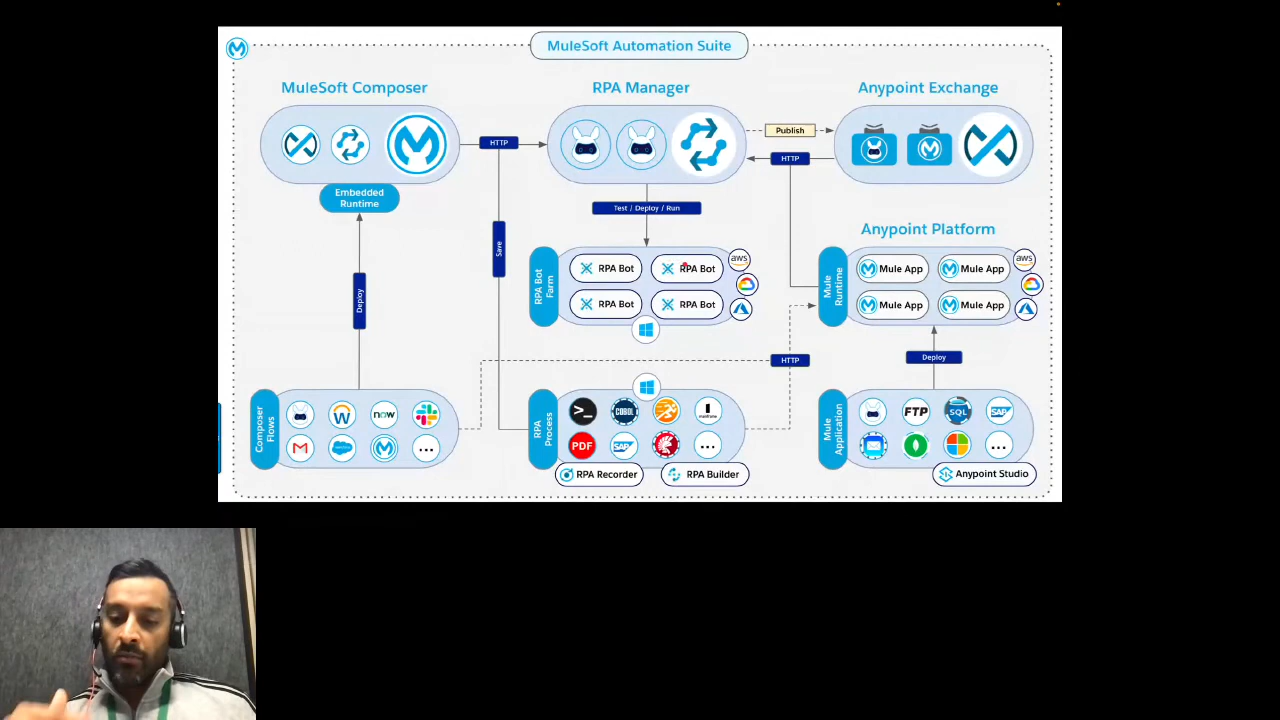 MuleSoft Automation Suite
MuleSoft Composer
RPA Manager
Anypoint Exchange
HTTP
Publish
HTTP
Embedded
Runtime
Test / Deploy / Run
Anypoint Platform
Save
Deploy
RPA Bot
Farm
RPA Bot
RPA Bot
RPA Bot
RPA Bot
aws
Mule
Runtime
Mule App
Mule App
Mule App
Mule App
aws
HTTP
Deploy
Composer
Flows
W
now
RPA
Process
COBOL
mainframe
PDF
SAP
Mule
Application
FTP
SQL
SAP
RPA Recorder
RPA Builder
Anypoint Studio